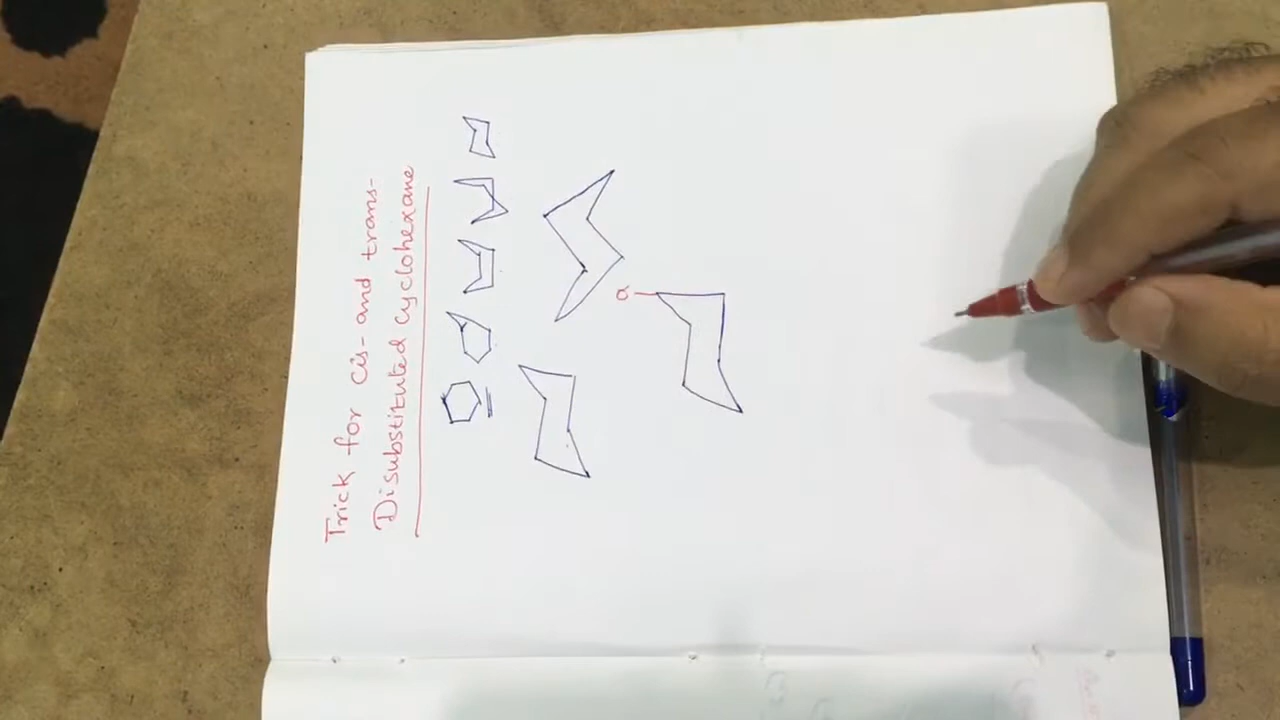 Trick for cis- and trans-
Disubstituted cyclohexane
a